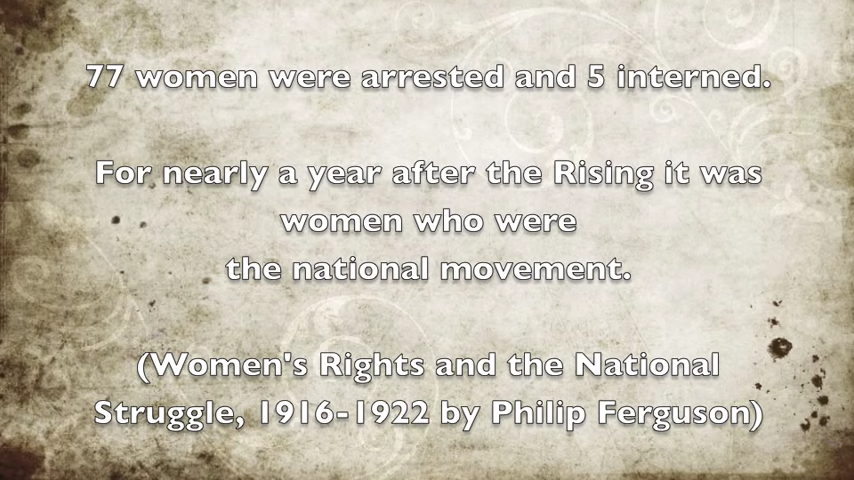 77 women were arrested and 5 interned.
For nearly a year after the Rising it was
women who were
the national movement.
(Women's Rights and the National
Struggle, 1916-1922 by Philip Ferguson)